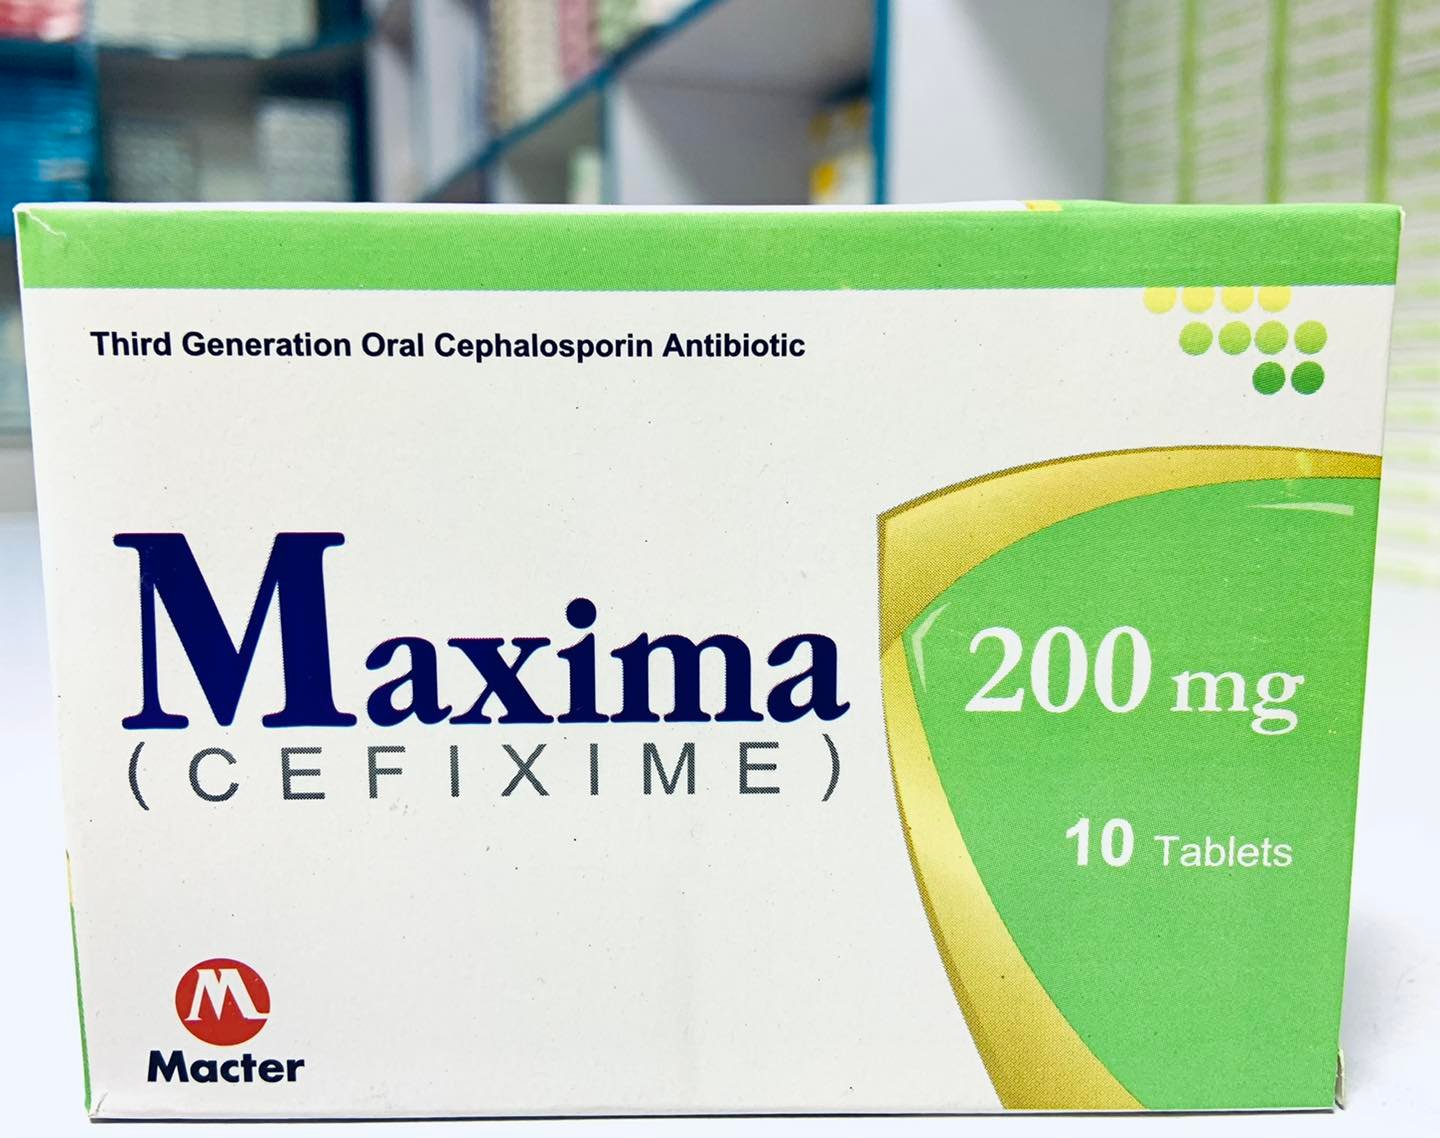 Third Generation Oral Cephalosporin Antibiotic
Maxima
(CEFIXIME)
200 mg
10 Tablets
M
Macter